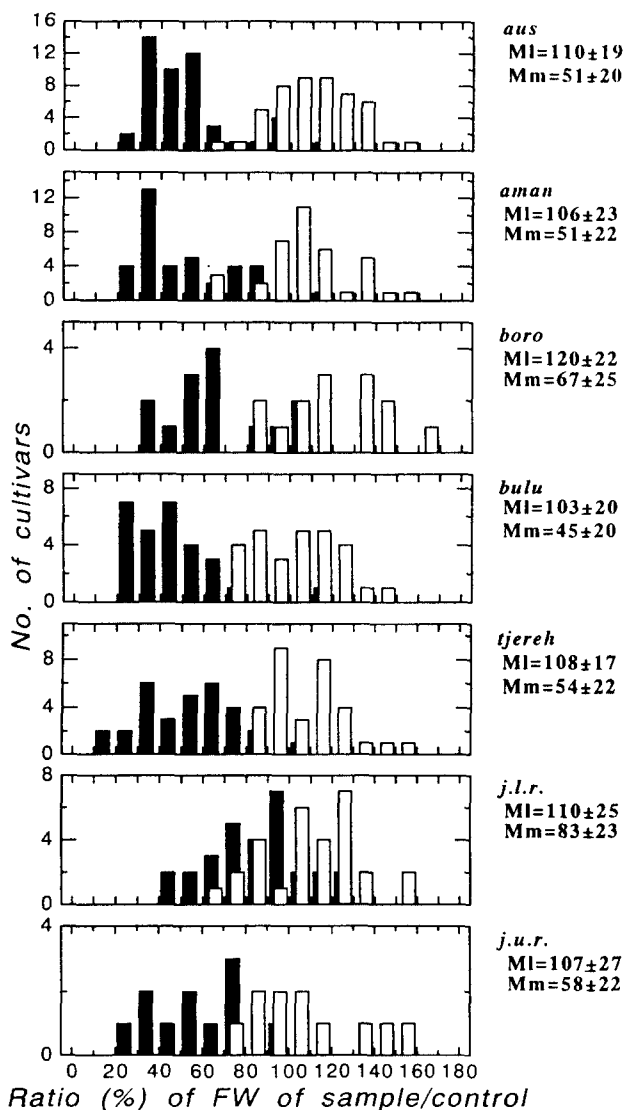 16
12
8
4
0
aus
Ml=110±19
Mm=51±20
12
8
4
0
aman
Ml=106±23
Mm=51±22
4
2
0
boro
Ml=120±22
Mm=67±25
8
4
0
bulu
Ml=103±20
Mm=45±20
8
4
0
tjereh
Ml=108±17
Mm=54±22
8
4
0
j.l.r.
Ml=110±25
Mm=83±23
4
2
0
j.u.r.
Ml=107±27
Mm=58±22
No. of cultivars
0 20 40 60 80 100 120 140 160 180
Ratio (%) of FW of sample/control